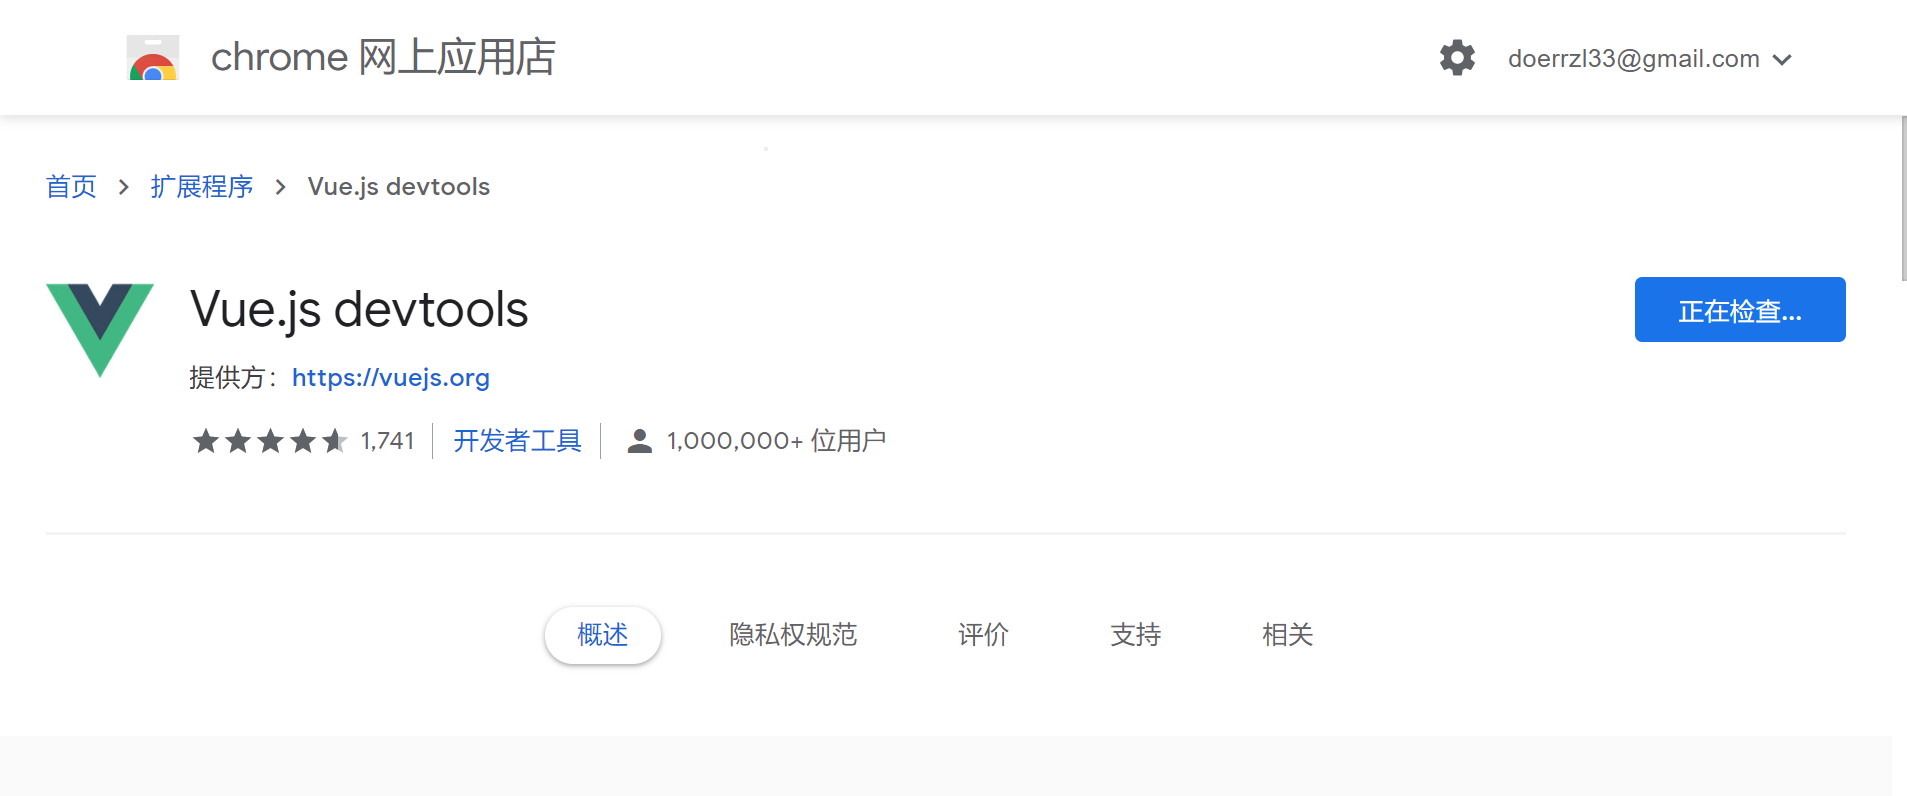 chrome 网上应用店
doerrzl33@gmail.com
首页 > 扩展程序 > Vue.js devtools
Vue.js devtools
正在检查...
提供方： https://vuejs.org
1,741 开发者工具 1,000,000+ 位用户
概述 隐私权规范 评价 支持 相关